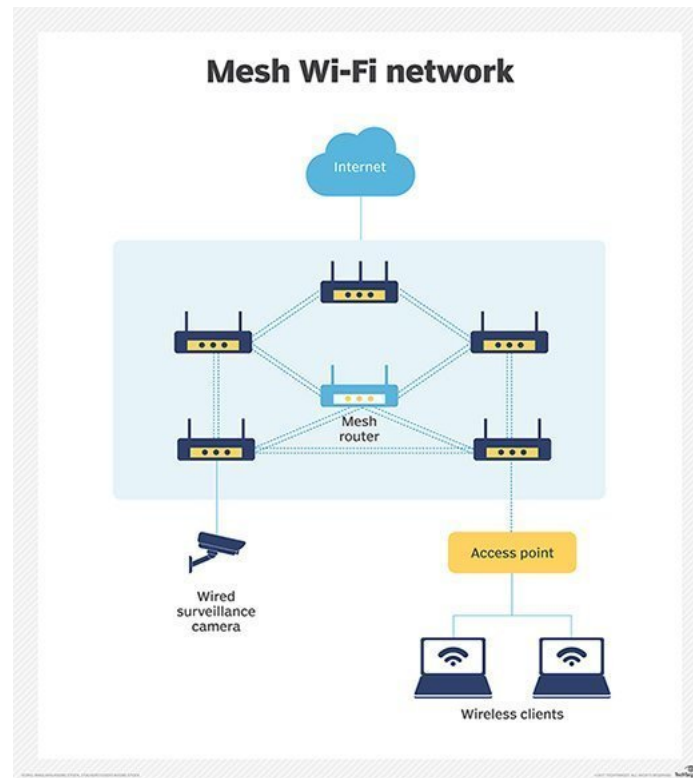 Mesh Wi-Fi network
Internet
Mesh
router
Wired
surveillance
camera
Access point
Wireless clients